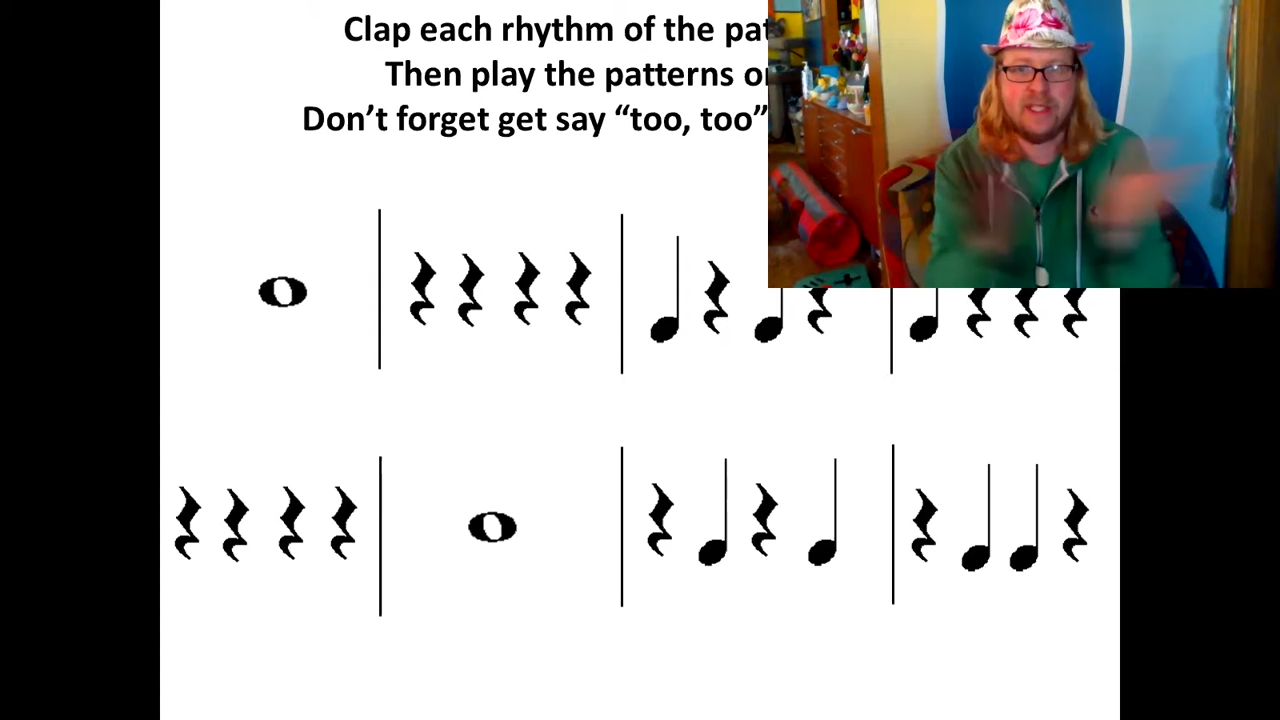 Clap each rhythm of the pat
Then play the patterns o
Don’t forget get say “too, too”